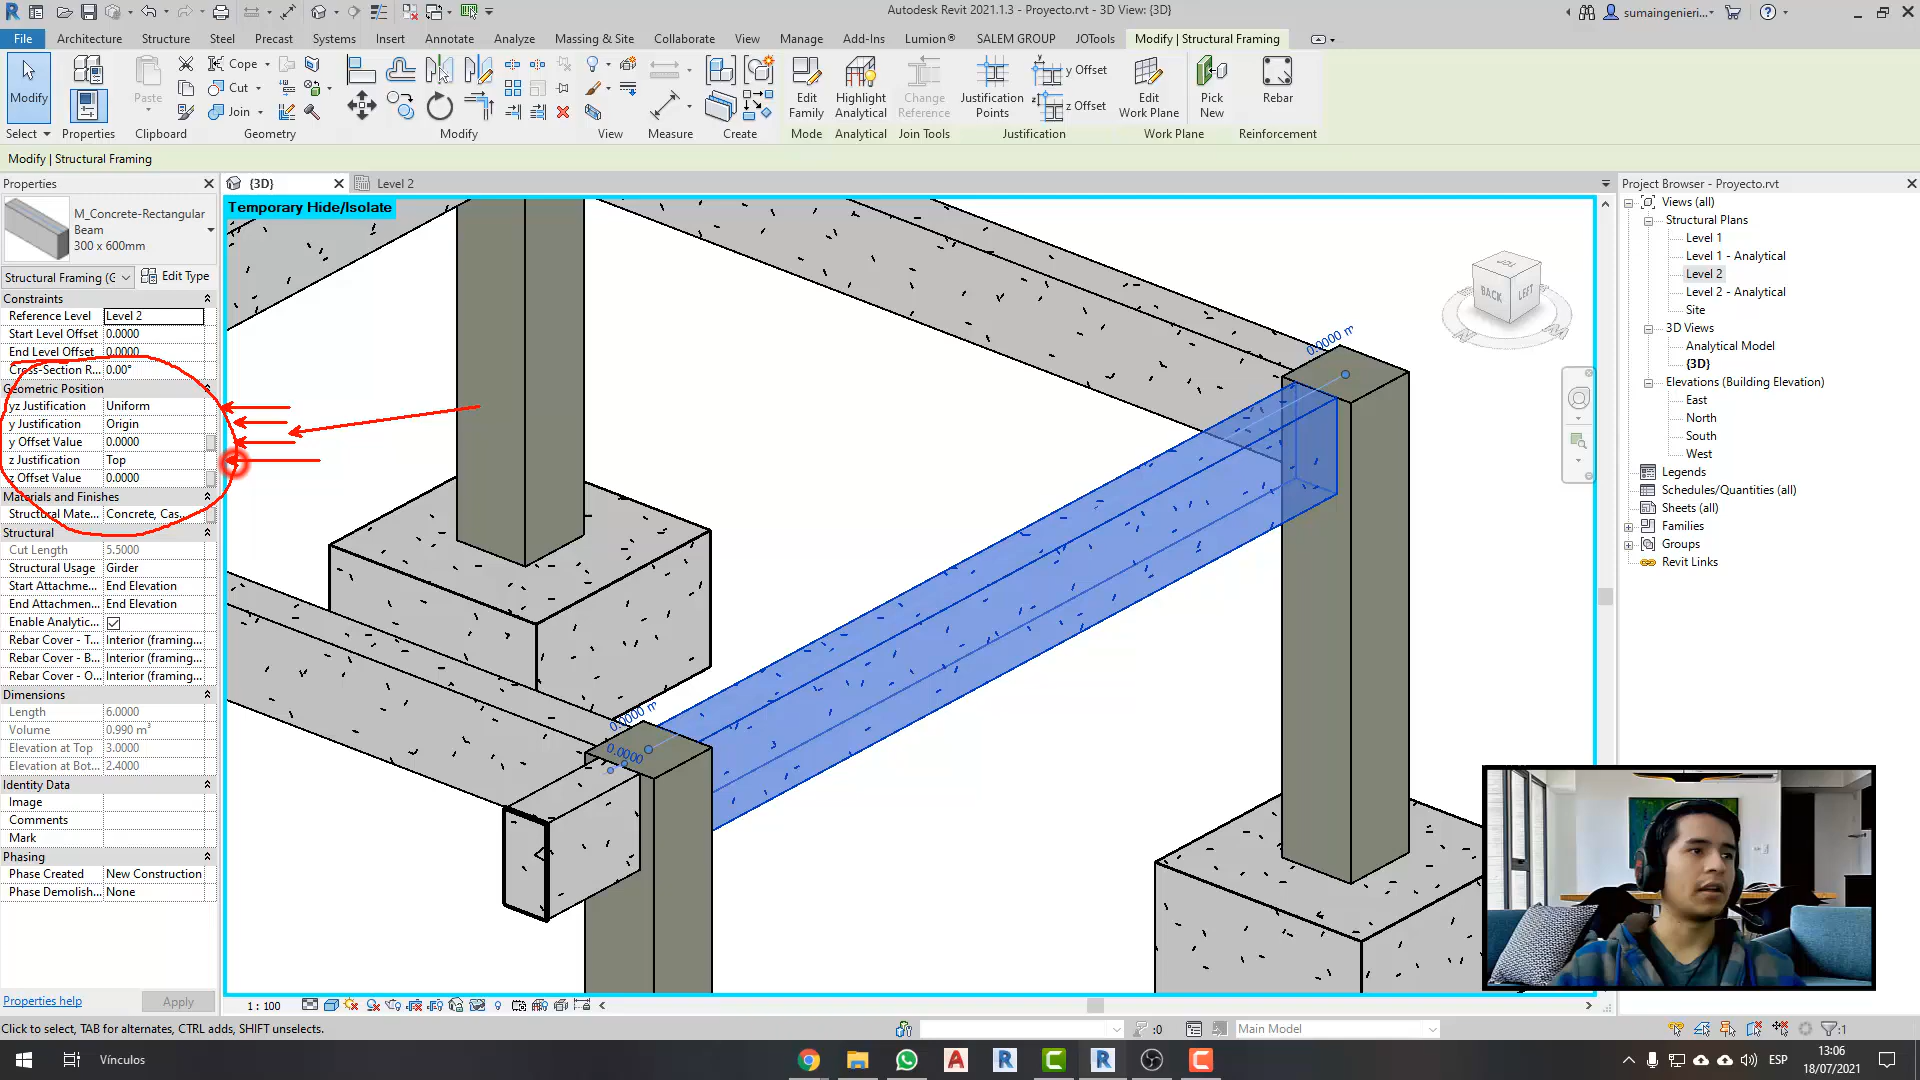 Autodesk Revit 2021.1.3 - Proyecto.rvt - 3D View: {3D}
sumaingenieri...
File Architecture Structure Steel Precast Systems Insert Annotate Analyze Massing & Site Collaborate View Manage Add-Ins Lumion® SALEM GROUP JOTools Modify | Structural Framing
Modify
Paste
Cope
Cut
Join
Edit Family
Highlight Analytical
Change Reference
Justification Points
y Offset
z Offset
Edit Work Plane
Pick New
Rebar
Select Properties Clipboard Geometry Modify View Measure Create Mode Analytical Join Tools Justification Work Plane Reinforcement
Modify | Structural Framing
Properties
M_Concrete-Rectangular Beam
300 x 600mm
Structural Framing (G
Edit Type
Constraints
Reference Level Level 2
Start Level Offset 0.0000
End Level Offset 0.0000
Cross-Section R... 0.00°
Geometric Position
yz Justification Uniform
y Justification Origin
y Offset Value 0.0000
z Justification Top
z Offset Value 0.0000
Materials and Finishes
Structural Mate... Concrete, Cas...
Structural
Cut Length 5.5000
Structural Usage Girder
Start Attachme... End Elevation
End Attachmen... End Elevation
Enable Analytic...
Rebar Cover - T... Interior (framing...
Rebar Cover - B... Interior (framing...
Rebar Cover - O... Interior (framing...
Dimensions
Length 6.0000
Volume 0.990 m³
Elevation at Top 3.0000
Elevation at Bot... 2.4000
Identity Data
Image
Comments
Mark
Phasing
Phase Created New Construction
Phase Demolish... None
Properties help
Apply
{3D}
Level 2
Temporary Hide/Isolate
0.0000 m
0.0000 m
0.0000
TOP
BACK
LEFT
1 : 100
Project Browser - Proyecto.rvt
Views (all)
Structural Plans
Level 1
Level 1 - Analytical
Level 2
Level 2 - Analytical
Site
3D Views
Analytical Model
{3D}
Elevations (Building Elevation)
East
North
South
West
Legends
Schedules/Quantities (all)
Sheets (all)
Families
Groups
Revit Links
Click to select, TAB for alternates, CTRL adds, SHIFT unselects.
:0
Main Model
:1
Vínculos
ESP
13:06
18/07/2021